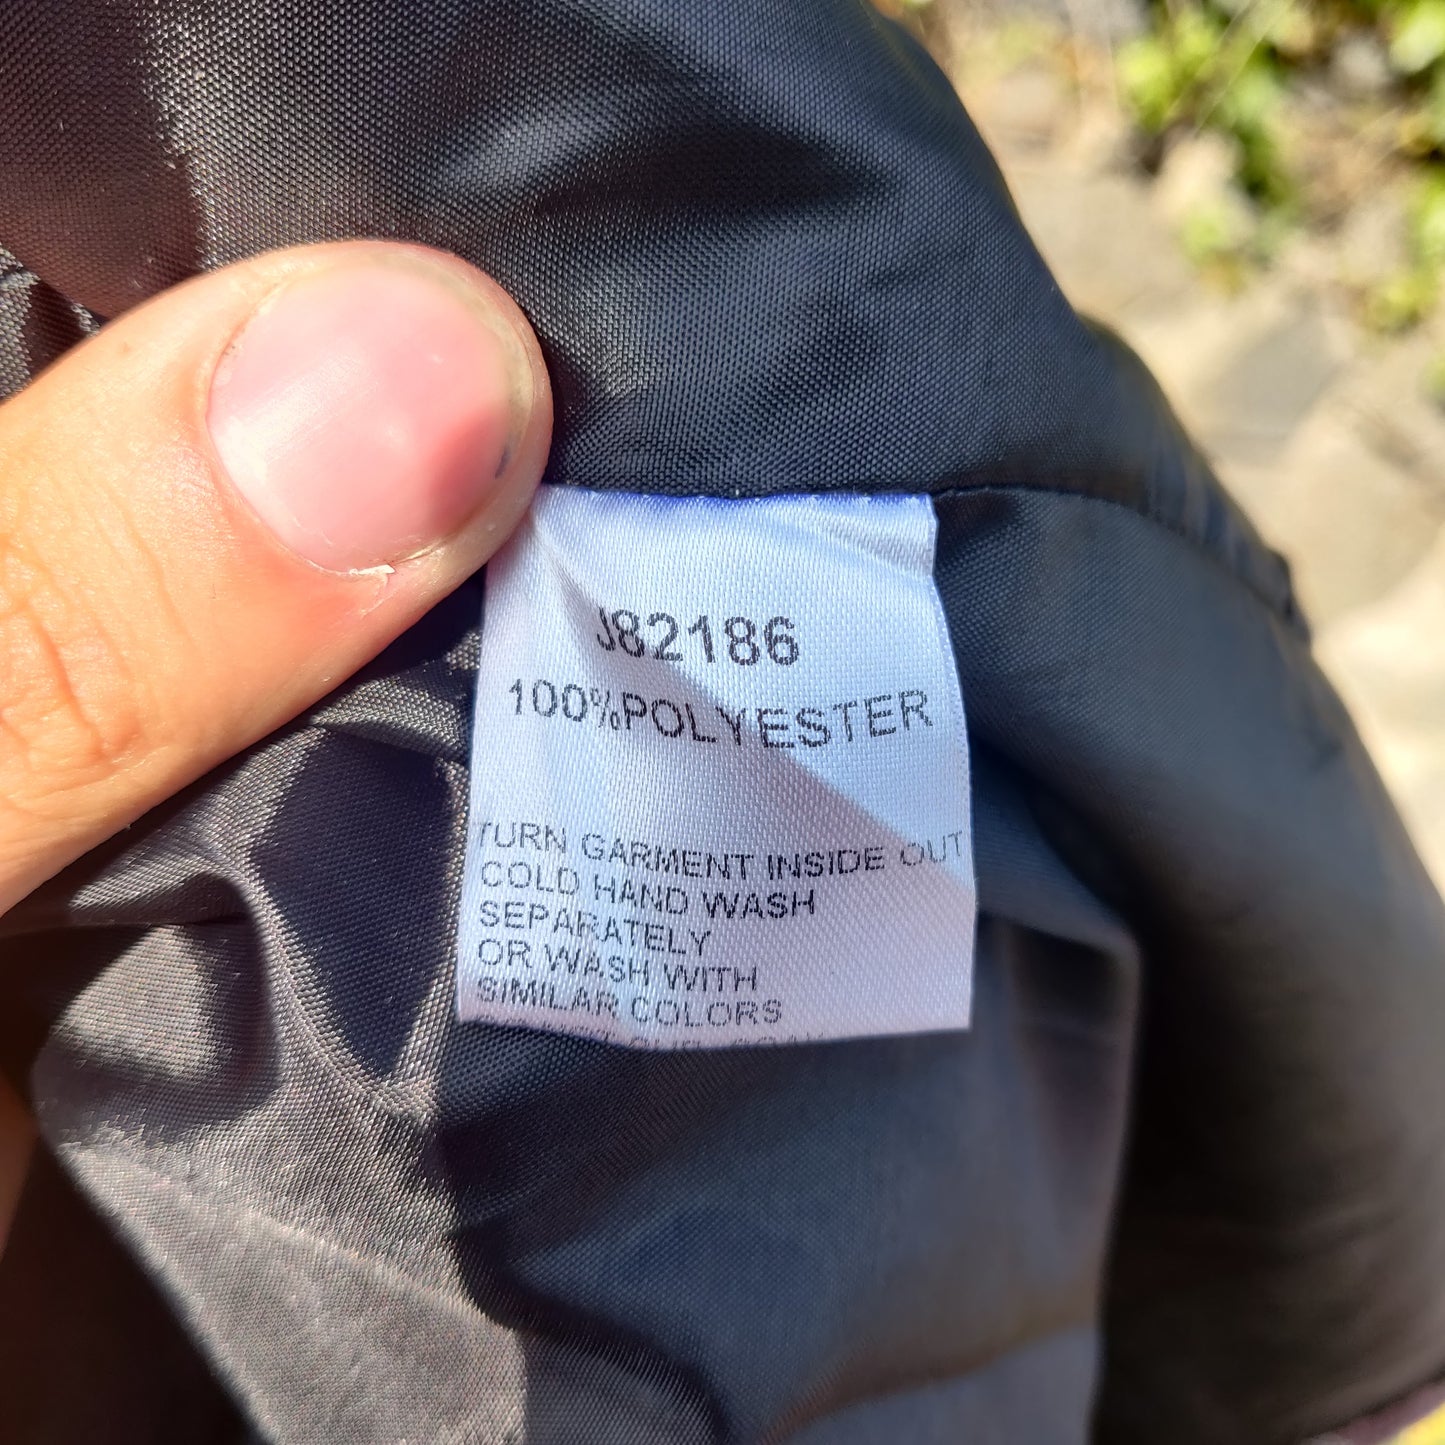 J82186
100%POLYESTER
TURN GARMENT INSIDE OUT
COLD HAND WASH
SEPARATELY
OR WASH WITH
SIMILAR COLORS